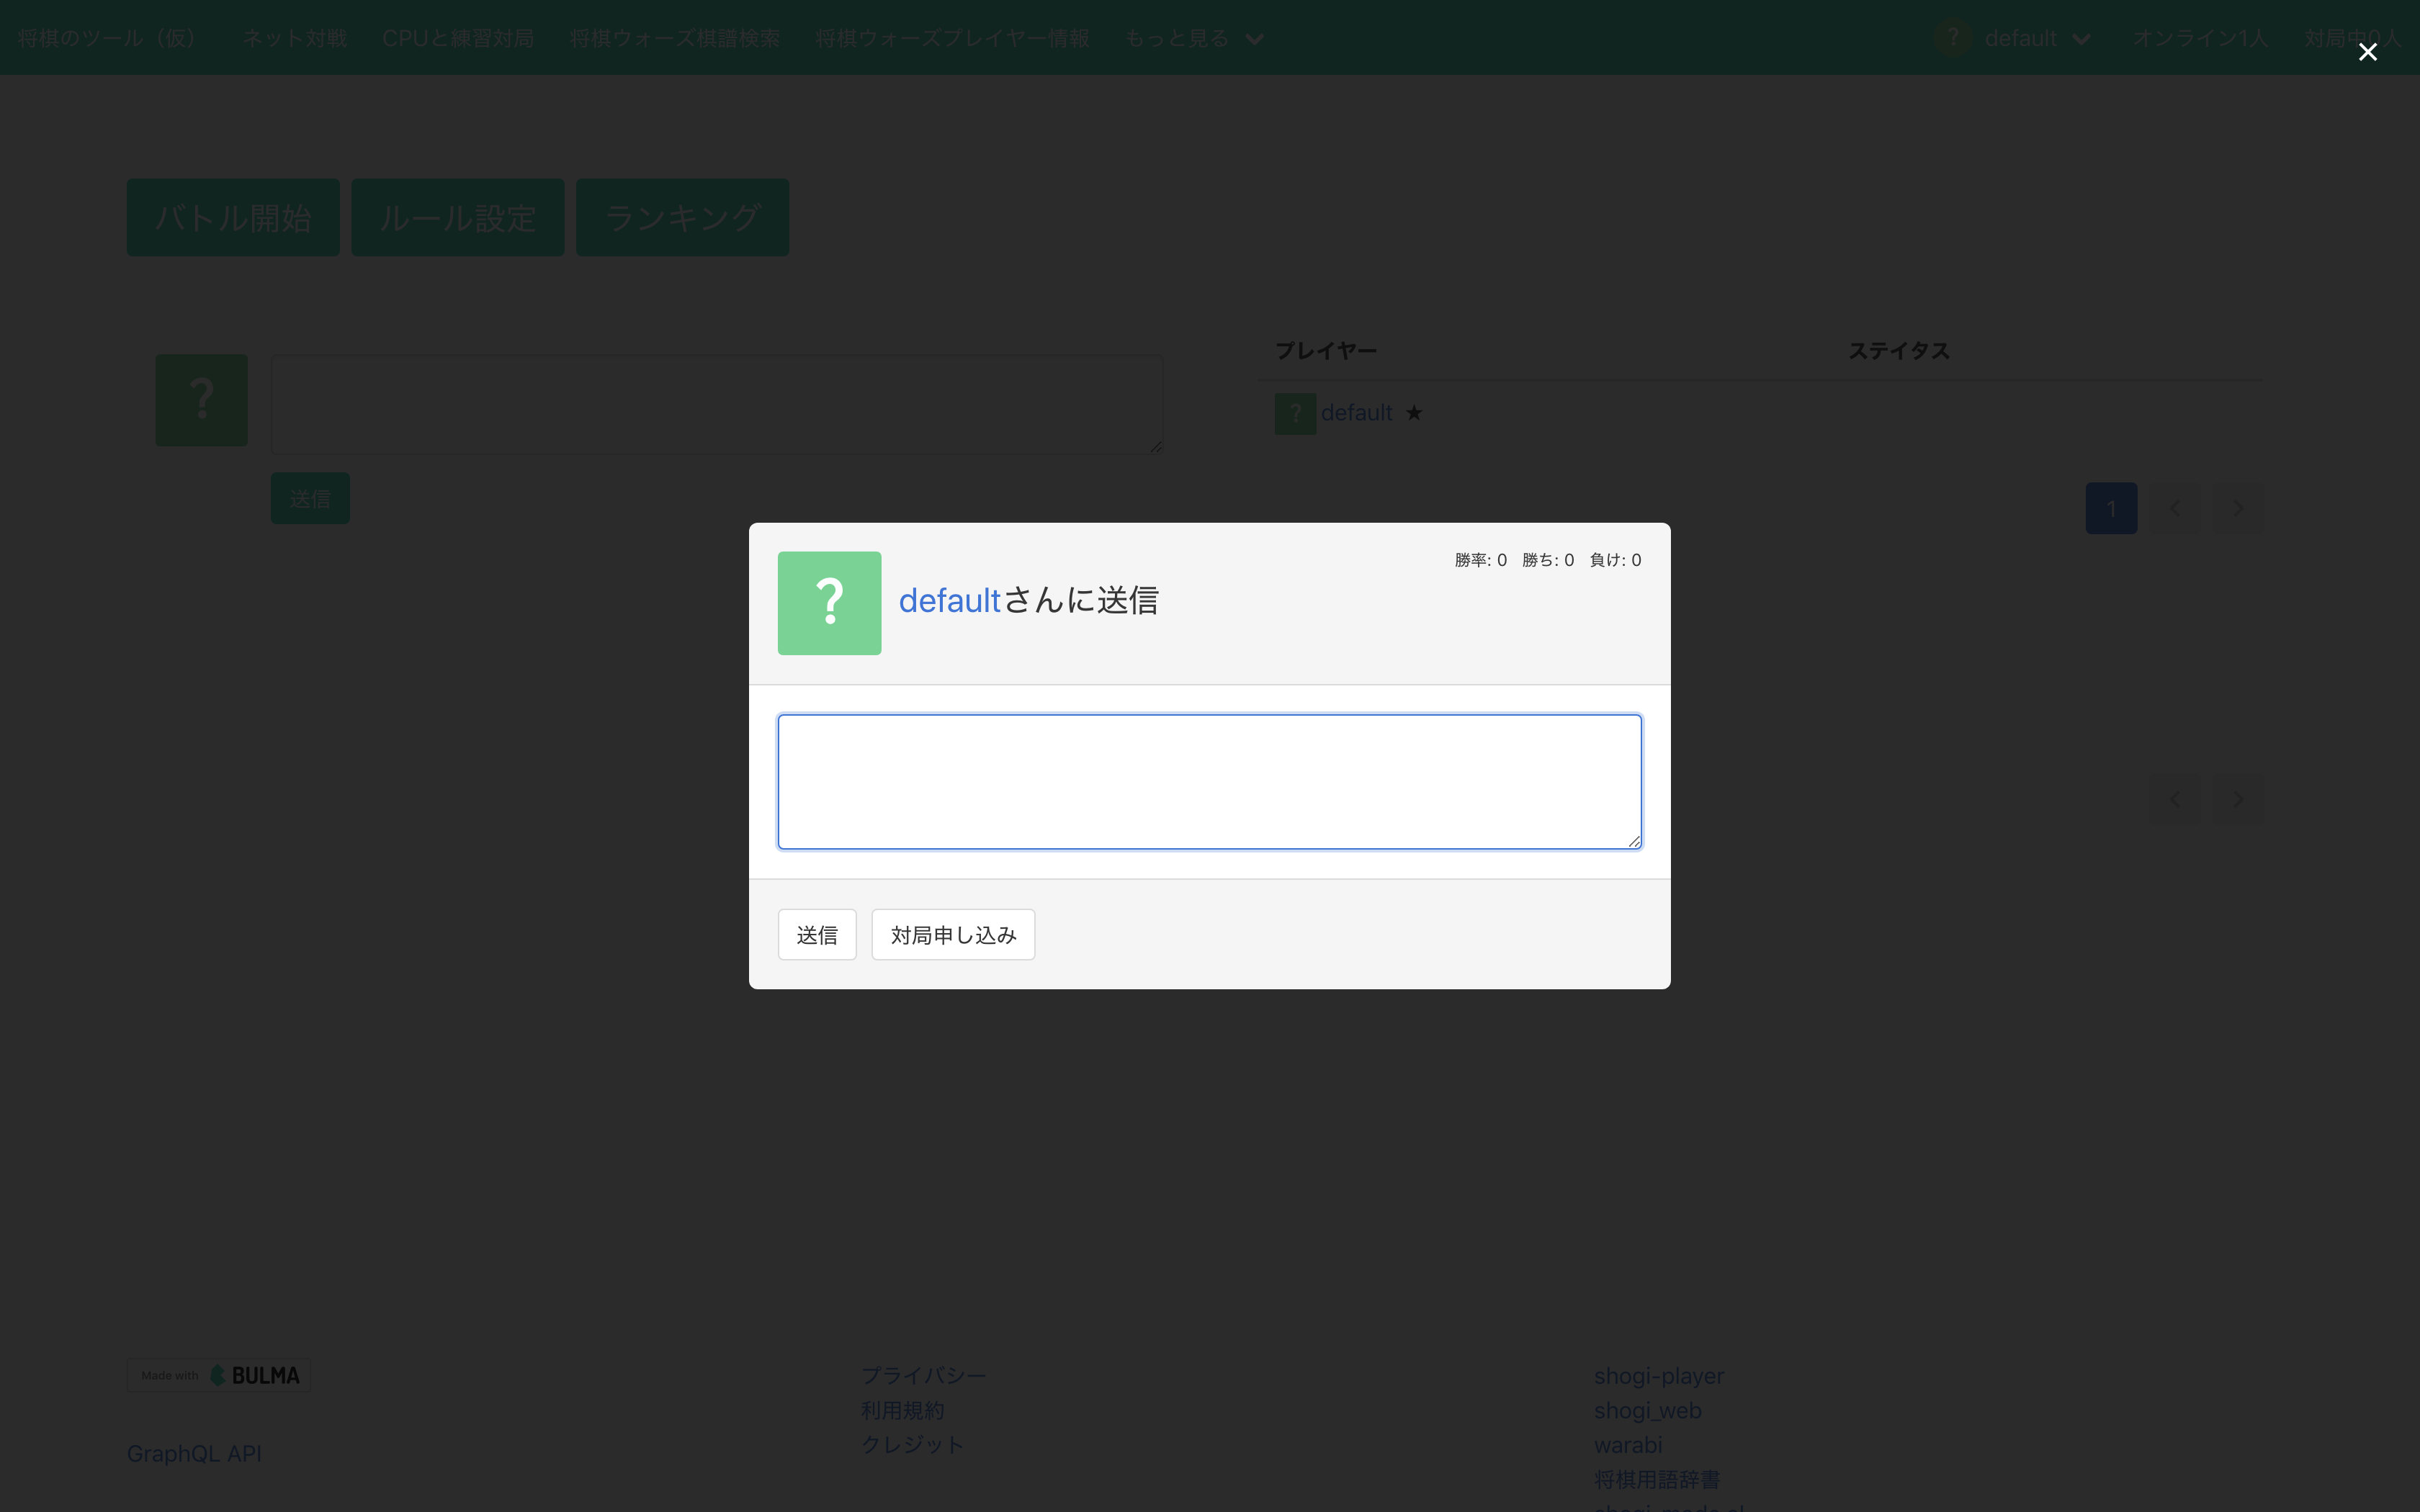 将棋のツール（仮） ネット対戦 CPUと練習対局 将棋ウォーズ棋譜検索 将棋ウォーズプレイヤー情報 もっと見る ? default オンライン1人 対局中0人
バトル開始 ルール設定 ランキング
プレイヤー ステイタス
?
? default ★
送信
1
勝率: 0 勝ち: 0 負け: 0
?
defaultさんに送信
送信 対局申し込み
Made with BULMA
GraphQL API
プライバシー
利用規約
クレジット
shogi-player
shogi_web
warabi
将棋用語辞書